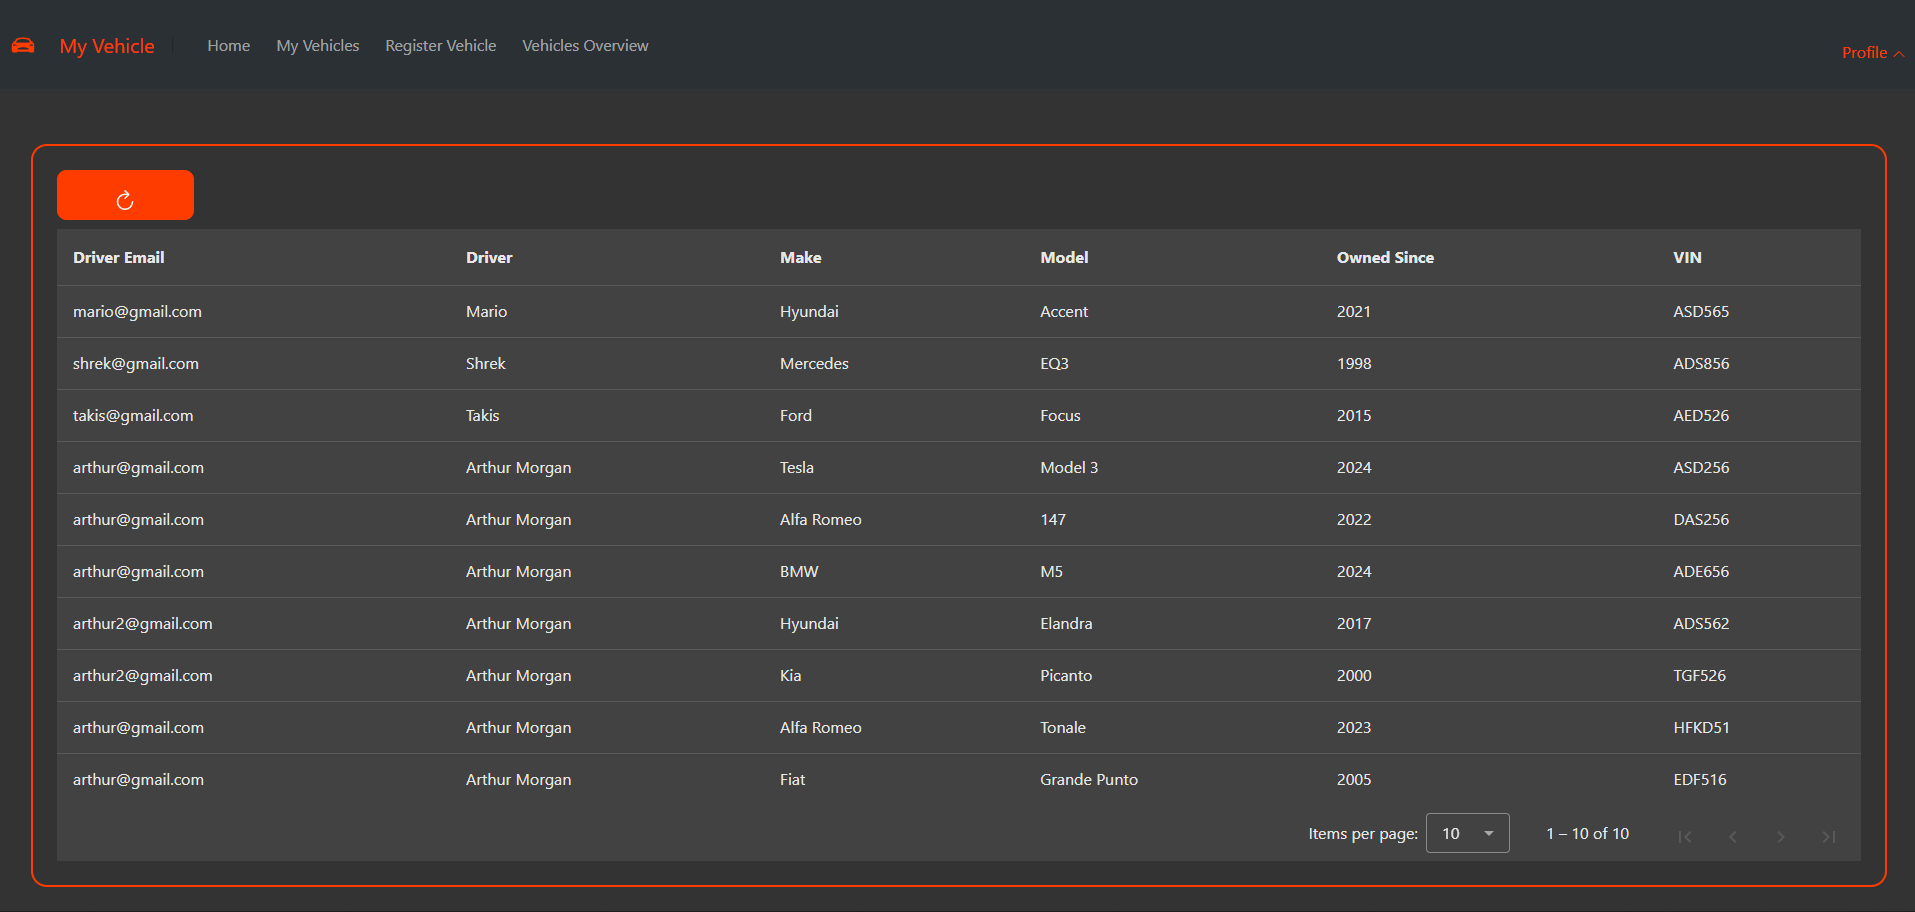 My Vehicle Home My Vehicles Register Vehicle Vehicles Overview Profile
Driver Email Driver Make Model Owned Since VIN
mario@gmail.com Mario Hyundai Accent 2021 ASD565
shrek@gmail.com Shrek Mercedes EQ3 1998 ADS856
takis@gmail.com Takis Ford Focus 2015 AED526
arthur@gmail.com Arthur Morgan Tesla Model 3 2024 ASD256
arthur@gmail.com Arthur Morgan Alfa Romeo 147 2022 DAS256
arthur@gmail.com Arthur Morgan BMW M5 2024 ADE656
arthur2@gmail.com Arthur Morgan Hyundai Elandra 2017 ADS562
arthur2@gmail.com Arthur Morgan Kia Picanto 2000 TGF526
arthur@gmail.com Arthur Morgan Alfa Romeo Tonale 2023 HFKD51
arthur@gmail.com Arthur Morgan Fiat Grande Punto 2005 EDF516
Items per page: 10 1 – 10 of 10